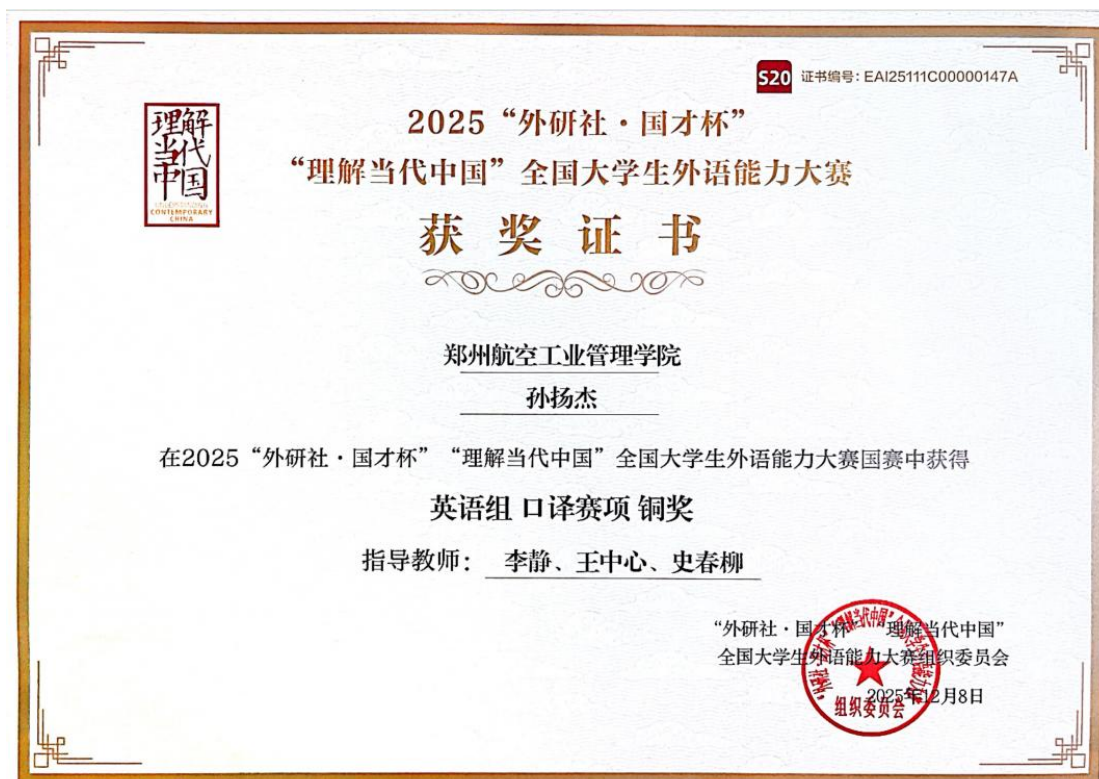 S20 证书编号：EAI25111C00000147A
理解
当代
中国
CONTEMPORARY
CHINA
2025“外研社·国才杯”
“理解当代中国”全国大学生外语能力大赛
获奖证书
郑州航空工业管理学院
孙扬杰
在2025“外研社·国才杯”“理解当代中国”全国大学生外语能力大赛国赛中获得
英语组 口译赛项 铜奖
指导教师：李静、王中心、史春柳
“外研社·国才杯”“理解当代中国”
全国大学生外语能力大赛组织委员会
2025年12月8日
组织委员会